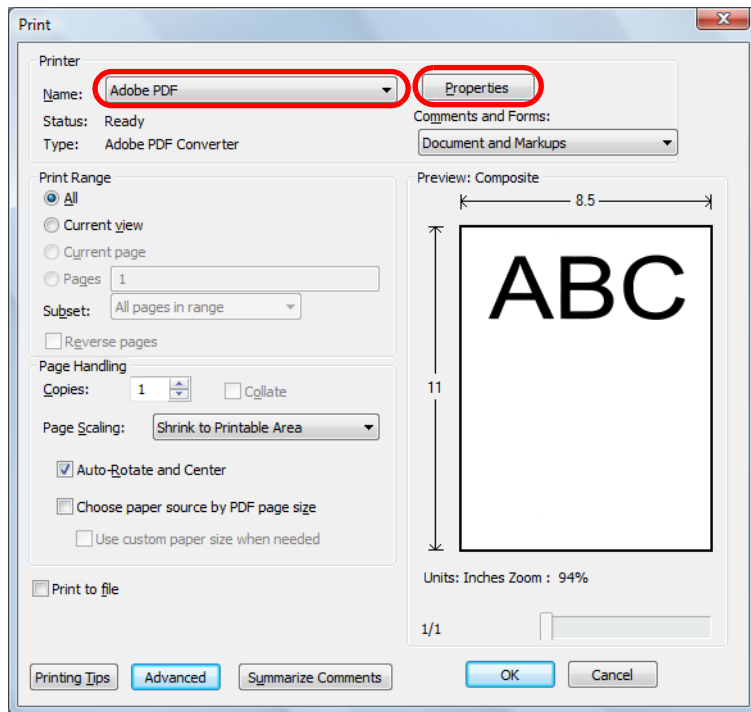 Print
Printer
Name: Adobe PDF Properties
Status: Ready Comments and Forms:
Type: Adobe PDF Converter Document and Markups
Print Range
All
Current view
Current page
Pages 1
Subset: All pages in range
Reverse pages
Page Handling
Copies: 1 Collate
Page Scaling: Shrink to Printable Area
Auto-Rotate and Center
Choose paper source by PDF page size
Use custom paper size when needed
Print to file
Preview: Composite
8.5
ABC
11
Units: Inches Zoom : 94%
1/1
Printing Tips Advanced Summarize Comments OK Cancel